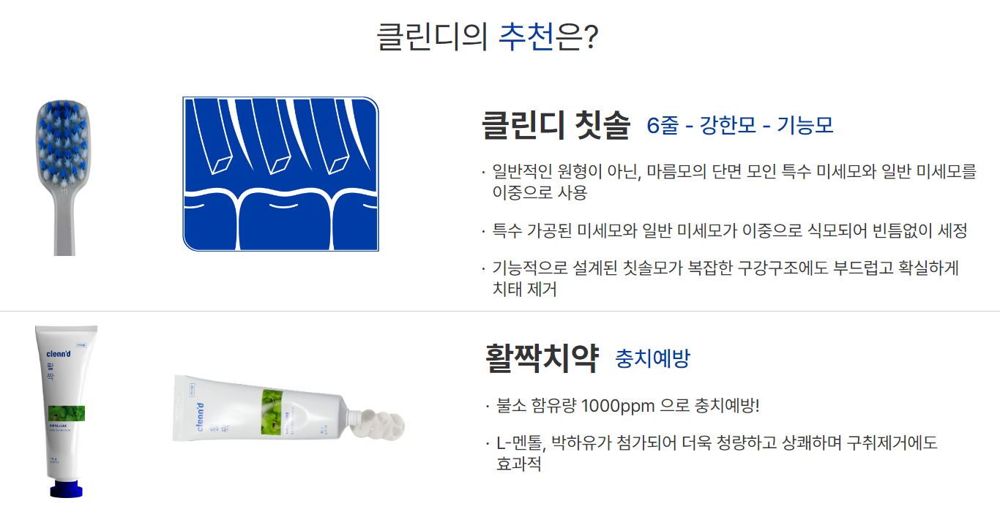 클린디의 추천은?
클린디 칫솔 6줄 - 강한모 - 기능모
· 일반적인 원형이 아닌, 마름모의 단면 모인 특수 미세모와 일반 미세모를
이중으로 사용
· 특수 가공된 미세모와 일반 미세모가 이중으로 식모되어 빈틈없이 세정
· 기능적으로 설계된 칫솔모가 복잡한 구강구조에도 부드럽고 확실하게
치태 제거
clean'd
활
짝
clean'd
활
짝
활짝치약 충치예방
· 불소 함유량 1000ppm 으로 충치예방!
· L-멘톨, 박하유가 첨가되어 더욱 청량하고 상쾌하며 구취제거에도
효과적